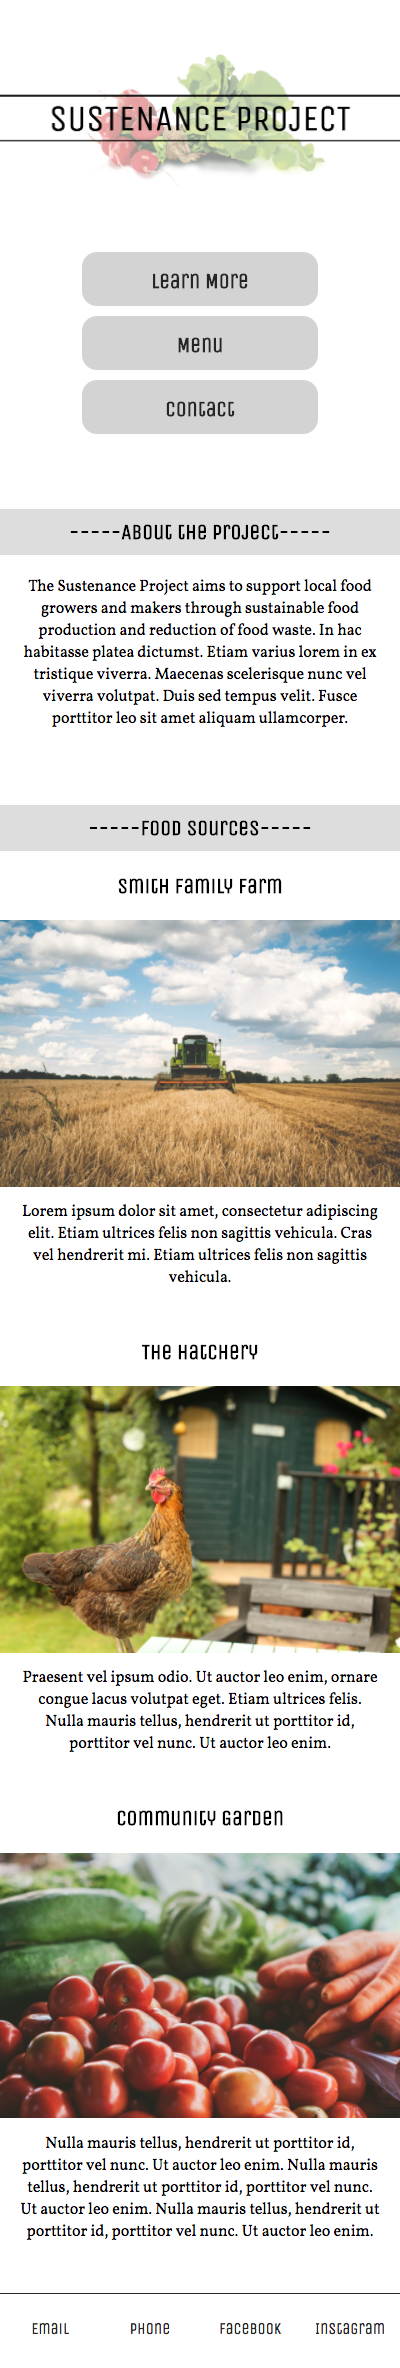 SUSTENANCE PROJECT
Learn More
Menu
Contact
-----About the Project-----
The Sustenance Project aims to support local food
growers and makers through sustainable food
production and reduction of food waste. In hac
habitasse platea dictumst. Etiam varius lorem in ex
tristique viverra. Maecenas scelerisque nunc vel
viverra volutpat. Duis sed tempus velit. Fusce
porttitor leo sit amet aliquam ullamcorper.
-----Food Sources-----
Smith Family Farm
Lorem ipsum dolor sit amet, consectetur adipiscing
elit. Etiam ultrices felis non sagittis vehicula. Cras
vel hendrerit mi. Etiam ultrices felis non sagittis
vehicula.
The Hatchery
Praesent vel ipsum odio. Ut auctor leo enim, ornare
congue lacus volutpat eget. Etiam ultrices felis.
Nulla mauris tellus, hendrerit ut porttitor id,
porttitor vel nunc. Ut auctor leo enim.
Community Garden
Nulla mauris tellus, hendrerit ut porttitor id,
porttitor vel nunc. Ut auctor leo enim. Nulla mauris
tellus, hendrerit ut porttitor id, porttitor vel nunc.
Ut auctor leo enim. Nulla mauris tellus, hendrerit ut
porttitor id, porttitor vel nunc. Ut auctor leo enim.
Email Phone Facebook Instagram